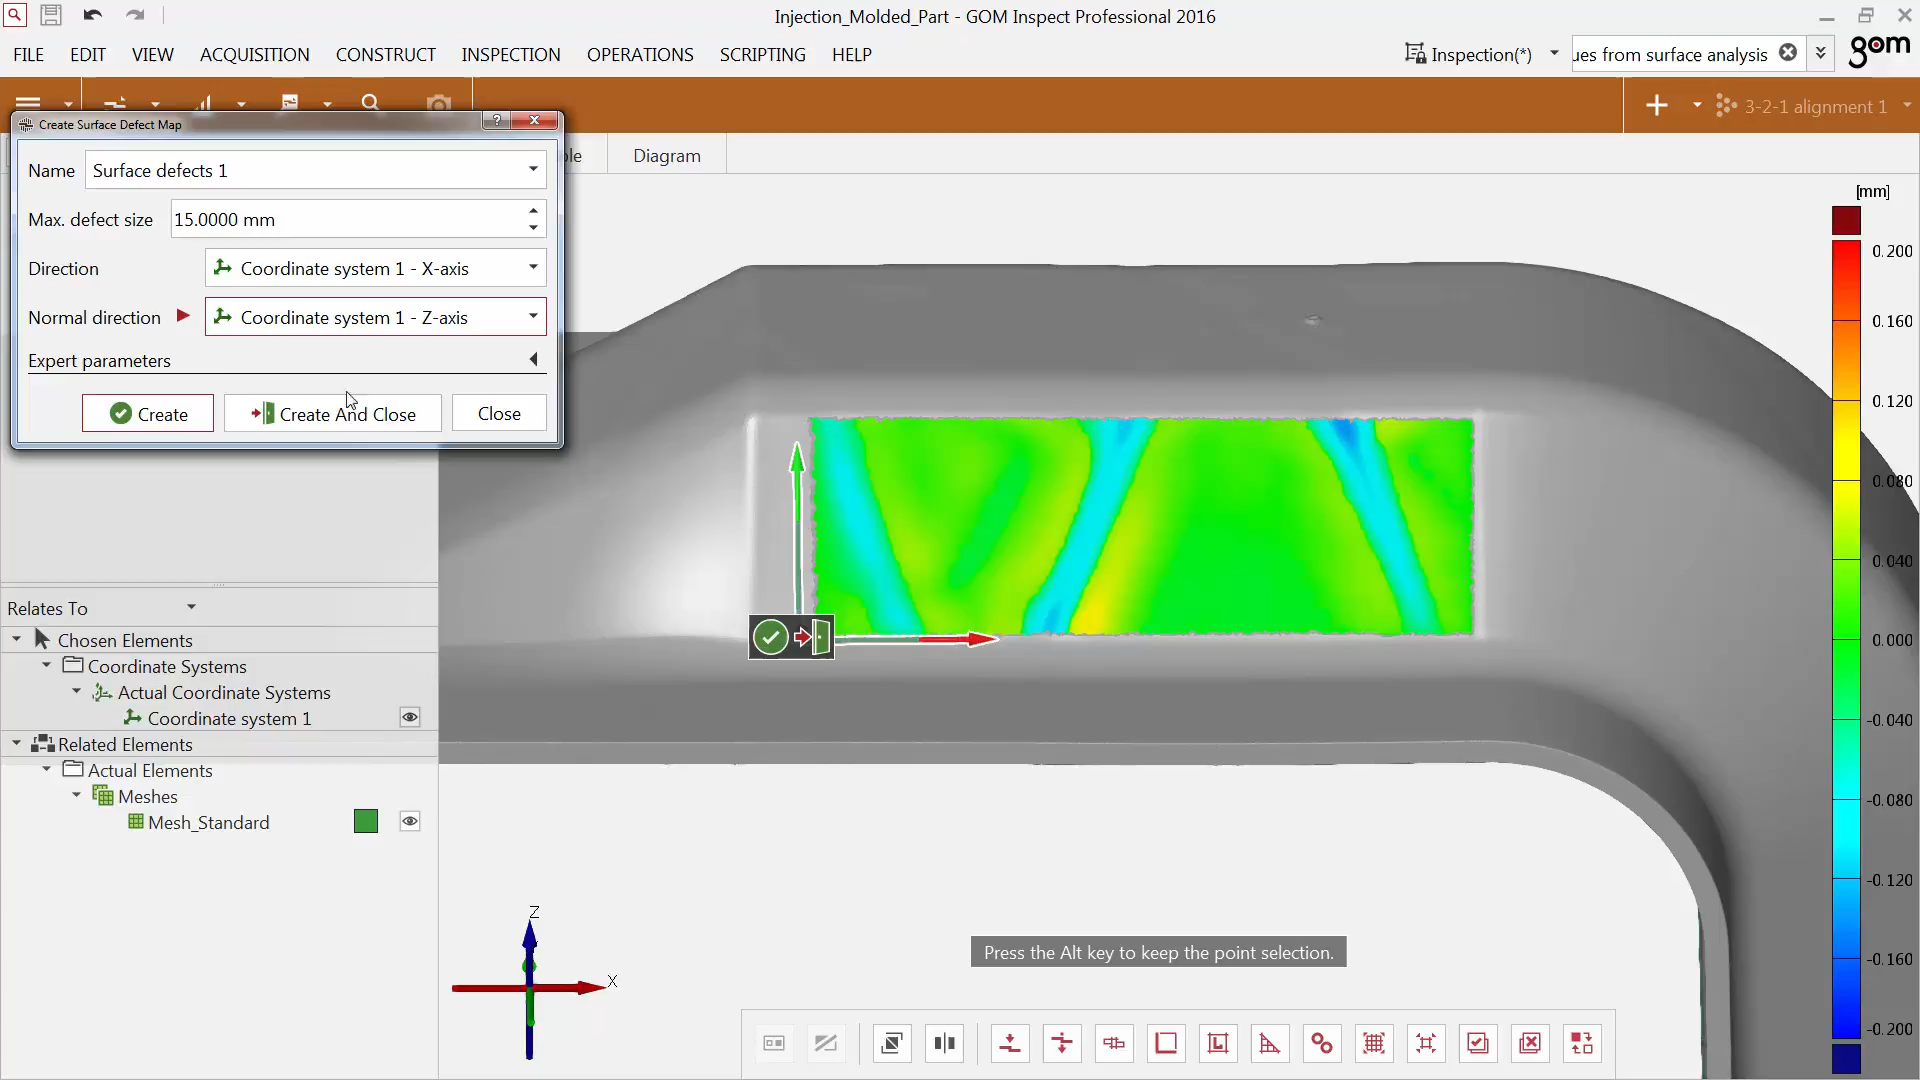 Injection_Molded_Part - GOM Inspect Professional 2016
FILE EDIT VIEW ACQUISITION CONSTRUCT INSPECTION OPERATIONS SCRIPTING HELP
Inspection(*)
ues from surface analysis
gom
3-2-1 alignment 1
Create Surface Defect Map
?
Diagram
Name
Surface defects 1
Max. defect size
15.0000 mm
Direction
Coordinate system 1 - X-axis
Normal direction
Coordinate system 1 - Z-axis
Expert parameters
Create
Create And Close
Close
[mm]
0.200
0.160
0.120
0.080
0.040
0.000
-0.040
-0.080
-0.120
-0.160
-0.200
Relates To
Chosen Elements
Coordinate Systems
Actual Coordinate Systems
Coordinate system 1
Related Elements
Actual Elements
Meshes
Mesh_Standard
Z
X
Press the Alt key to keep the point selection.